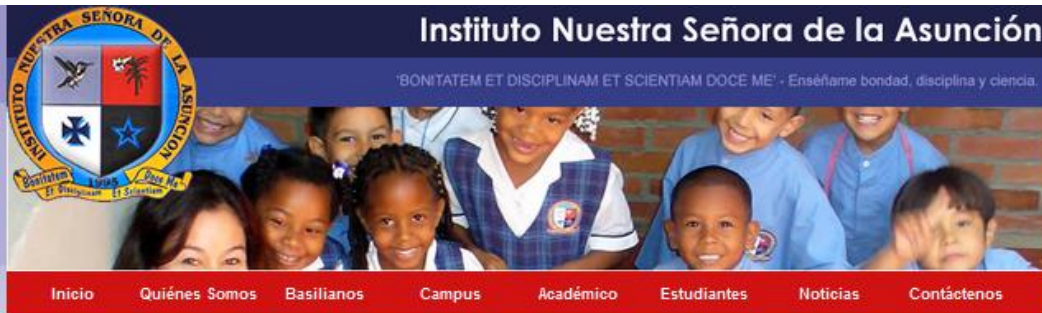 Instituto Nuestra Señora de la Asunción
'BONITATEM ET DISCIPLINAM ET SCIENTIAM DOCE ME' - Enséñame bondad, disciplina y ciencia.
INSTITUTO NUESTRA SEÑORA DE LA ASUNCION
Bonitatem Doce Me
Et Disciplinam Et Scientiam
Inicio Quiénes Somos Basilianos Campus Académico Estudiantes Noticias Contáctenos